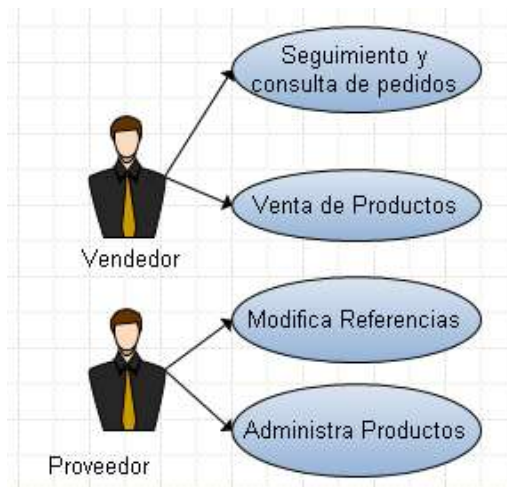 Seguimiento y
consulta de pedidos
Venta de Productos
Vendedor
Modifica Referencias
Administra Productos
Proveedor